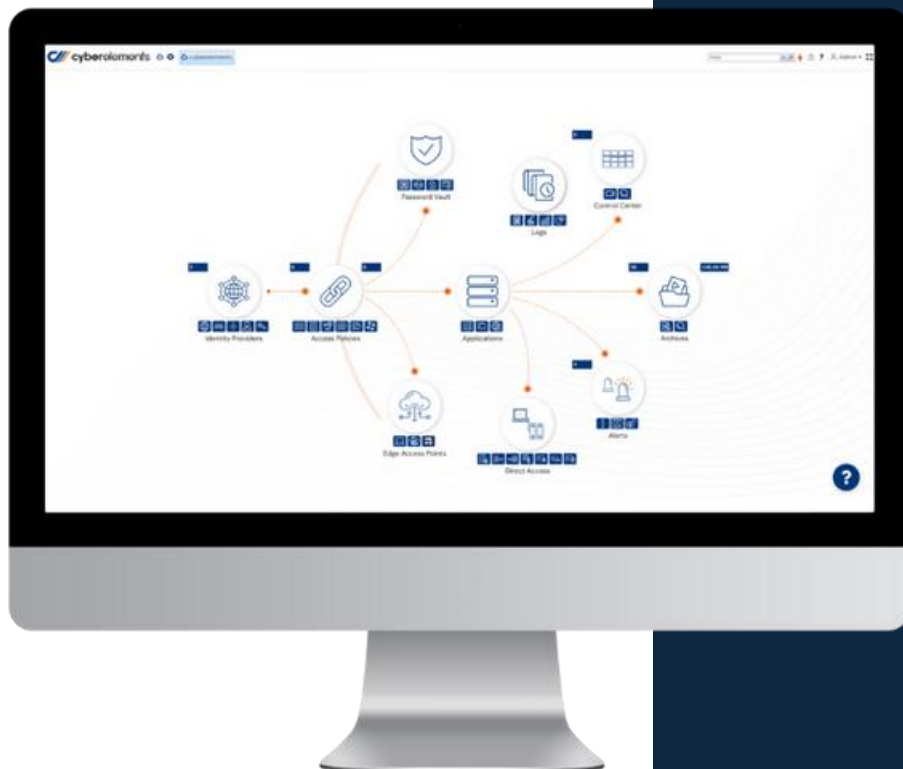 cyberelements
Password Vault
Logs
Control Center
Identity Providers
Access Policies
Applications
Archives
Edge Access Points
Direct Access
Alerts
?